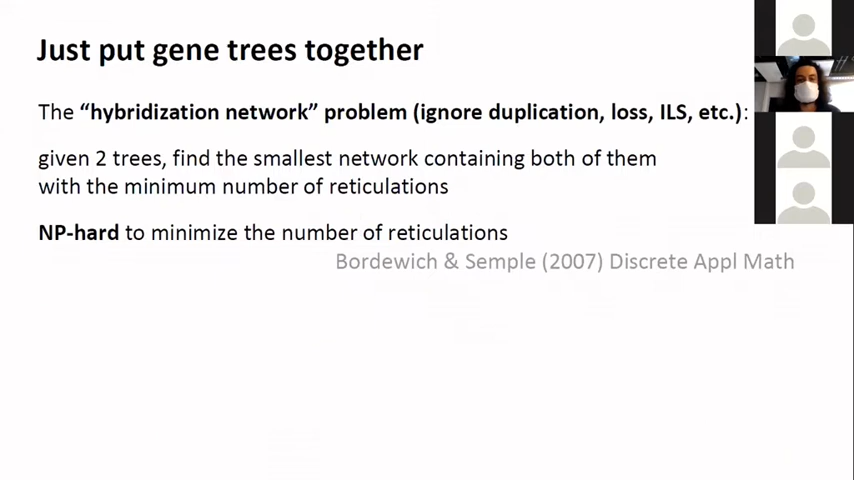 Just put gene trees together
The “hybridization network” problem (ignore duplication, loss, ILS, etc.):
given 2 trees, find the smallest network containing both of them
with the minimum number of reticulations
NP-hard to minimize the number of reticulations
Bordewich & Semple (2007) Discrete Appl Math